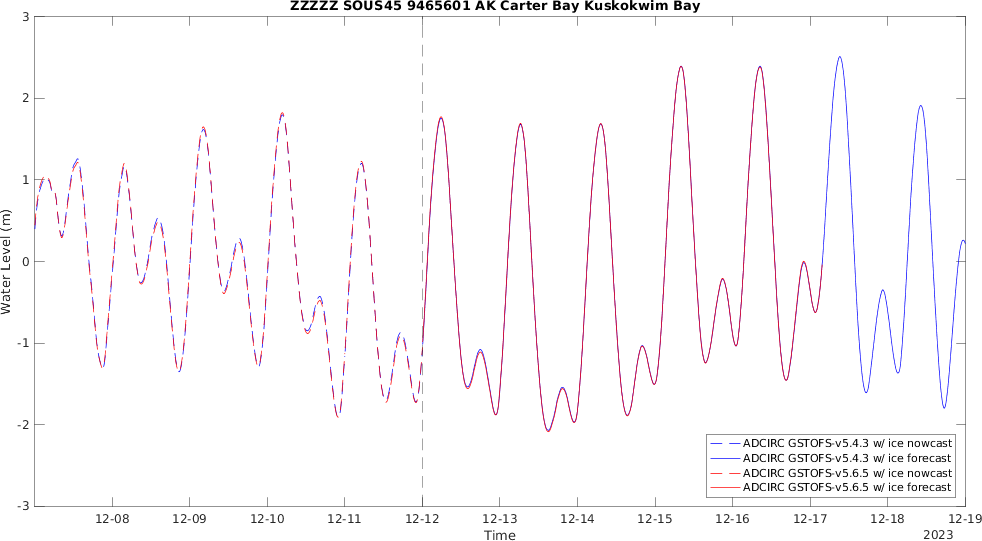 ZZZZZ SOUS45 9465601 AK Carter Bay Kuskokwim Bay
3
2
1
0
-1
-2
-3
Water Level (m)
ADCIRC GSTOFS-v5.4.3 w/ ice nowcast
ADCIRC GSTOFS-v5.4.3 w/ ice forecast
ADCIRC GSTOFS-v5.6.5 w/ ice nowcast
ADCIRC GSTOFS-v5.6.5 w/ ice forecast
12-08 12-09 12-10 12-11 12-12 12-13 12-14 12-15 12-16 12-17 12-18 12-19
Time
2023